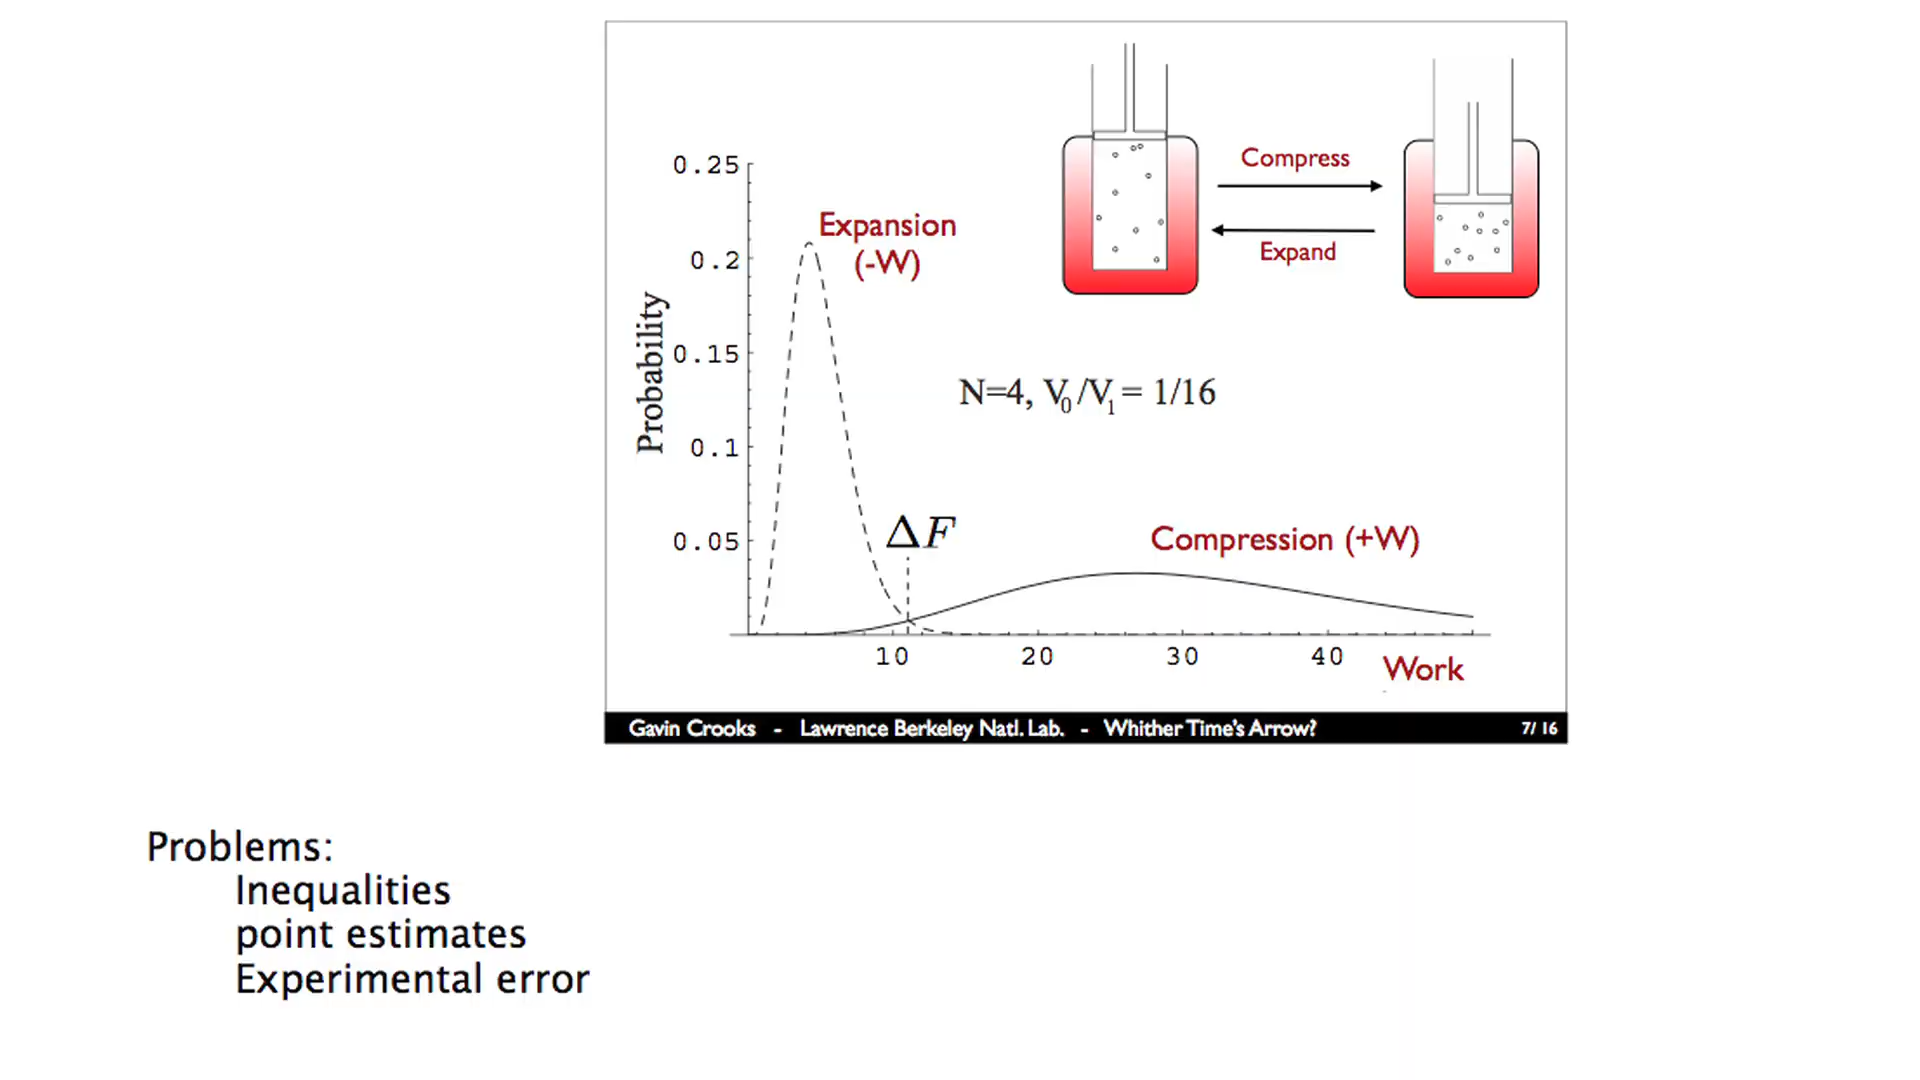 Compress
Expand
0.25
0.2
0.15
0.1
0.05
Probability
Expansion
(-W)
N=4, V₀/V₁ = 1/16
ΔF
Compression (+W)
10 20 30 40
Work
Gavin Crooks - Lawrence Berkeley Natl. Lab. - Whither Time's Arrow? 7/ 16
Problems:
Inequalities
point estimates
Experimental error